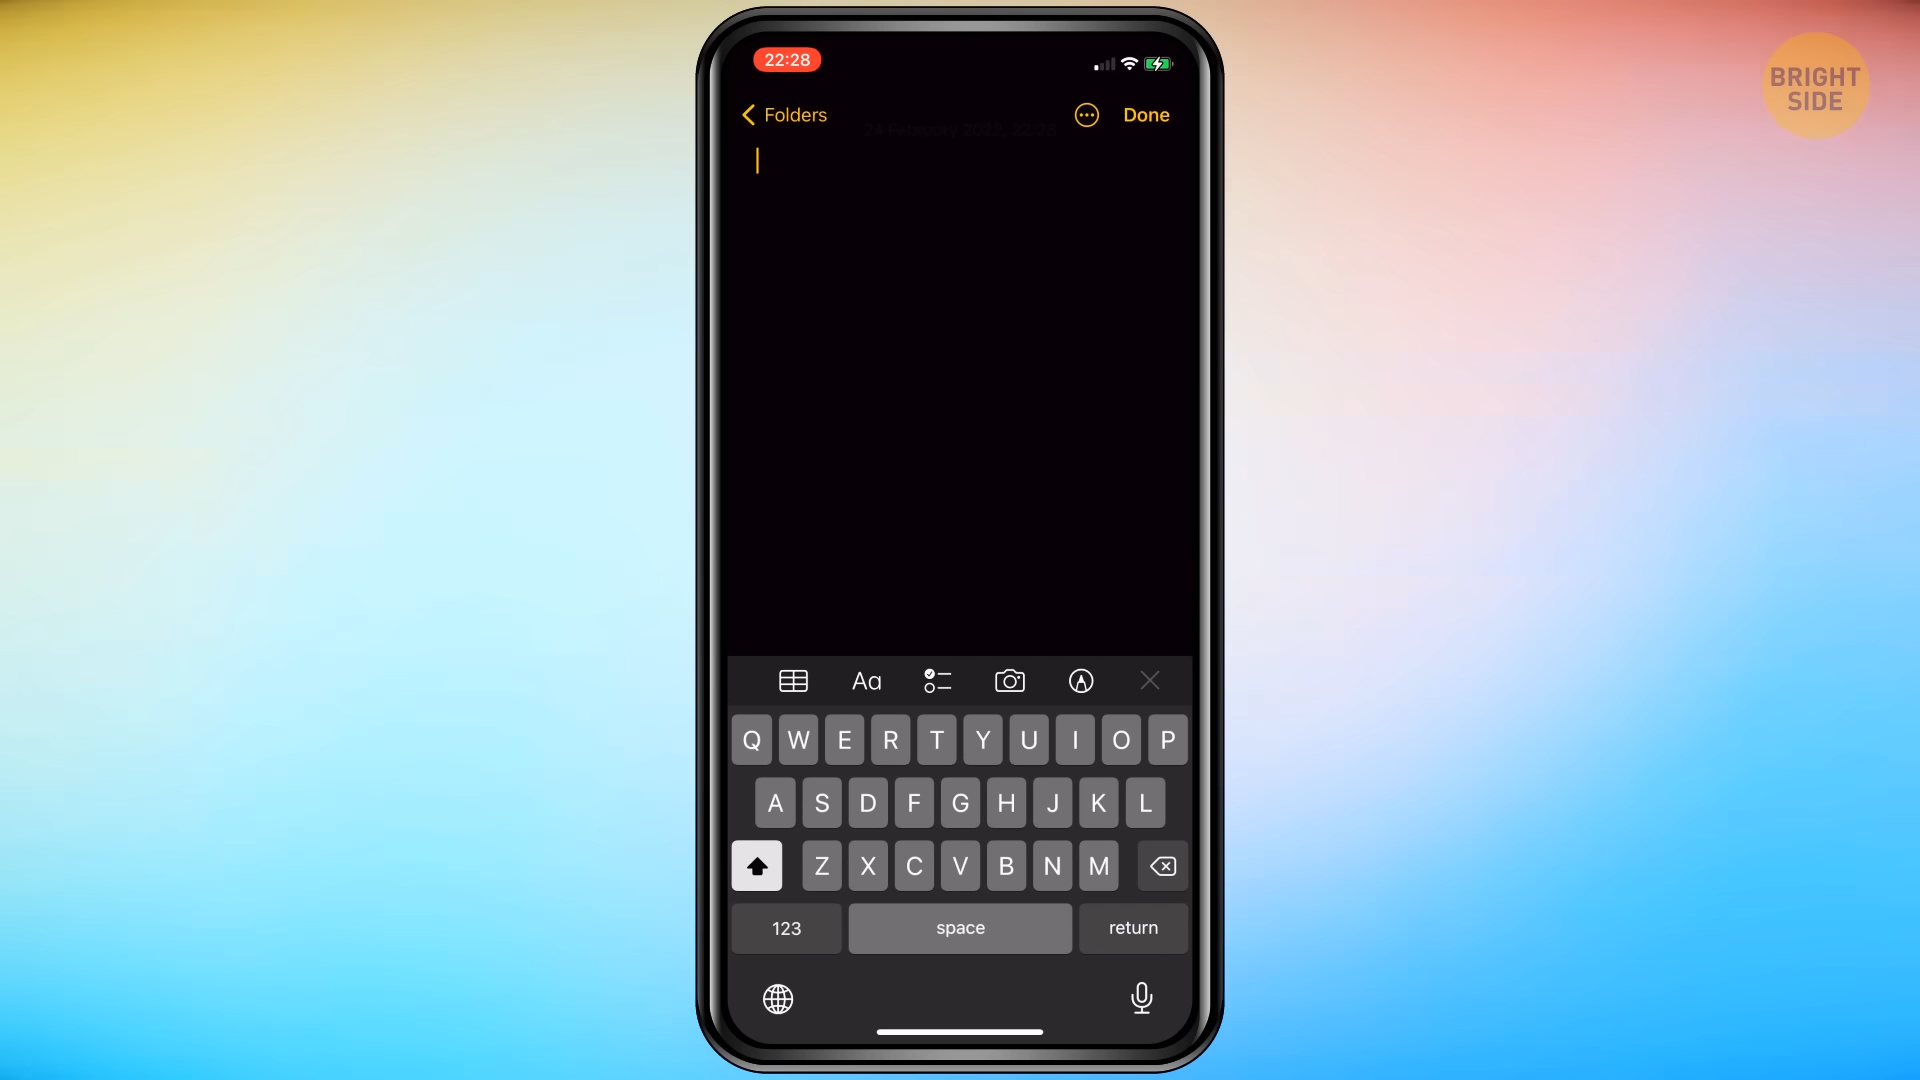 22:28
BRIGHT
SIDE
Folders
Done
Aa
Q W E R T Y U I O P
A S D F G H J K L
Z X C V B N M
123 space return